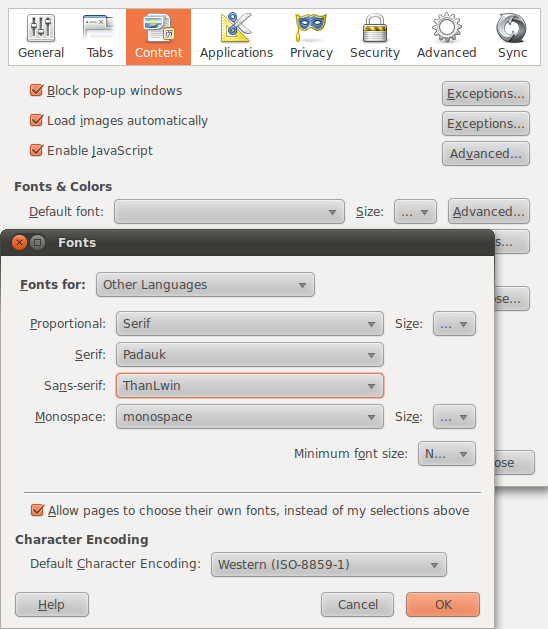 General Tabs Content Applications Privacy Security Advanced Sync
Block pop-up windows Exceptions...
Load images automatically Exceptions...
Enable JavaScript Advanced...
Fonts & Colors
Default font: Size: ... Advanced...
Fonts s...
Fonts for: Other Languages ose...
Proportional: Serif Size: ...
Serif: Padauk
Sans-serif: ThanLwin
Monospace: monospace Size: ...
Minimum font size: N...
ose
Allow pages to choose their own fonts, instead of my selections above
Character Encoding
Default Character Encoding: Western (ISO-8859-1)
Help Cancel OK